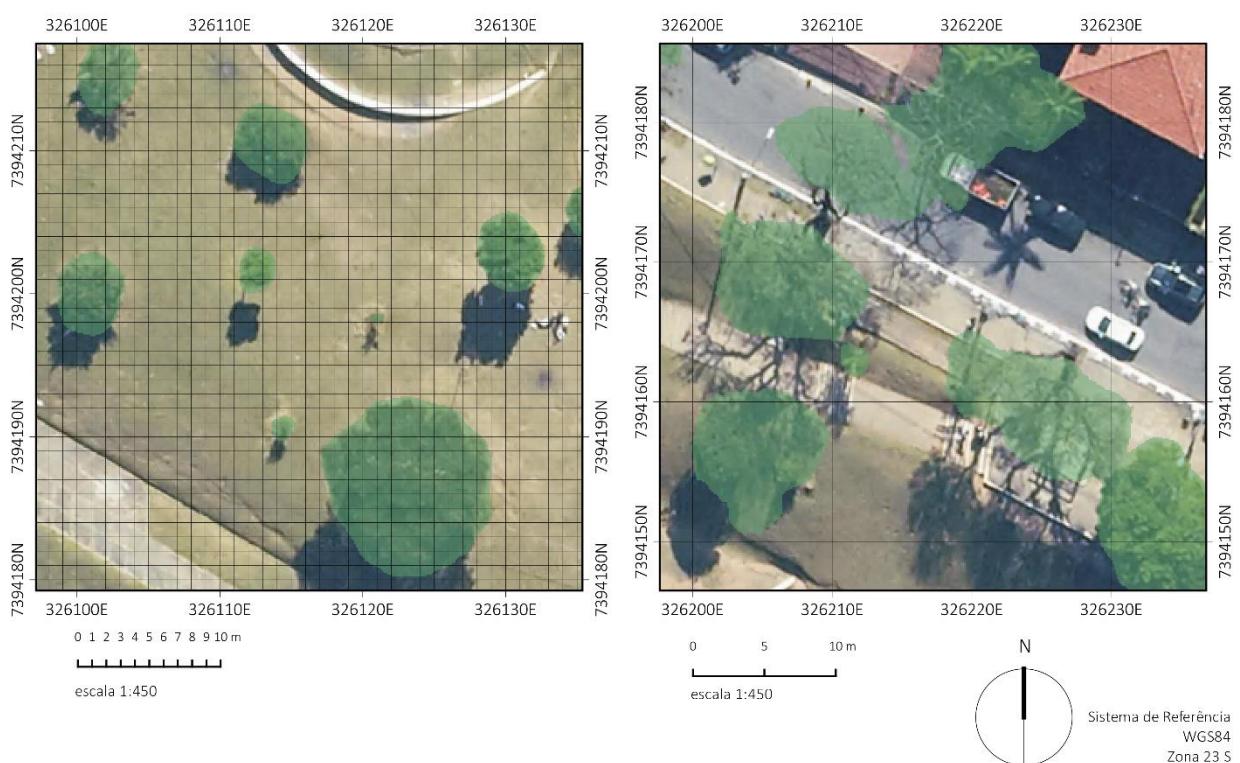 326100E 326110E 326120E 326130E
326200E 326210E 326220E 326230E
7394210N
7394200N
7394190N
7394180N
7394210N
7394200N
7394190N
7394180N
7394180N
7394170N
7394160N
7394150N
7394180N
7394170N
7394160N
7394150N
326100E 326110E 326120E 326130E
326200E 326210E 326220E 326230E
0 1 2 3 4 5 6 7 8 9 10 m
escala 1:450
0 5 10 m
escala 1:450
N
Sistema de Referência
WGS84
Zona 23 S